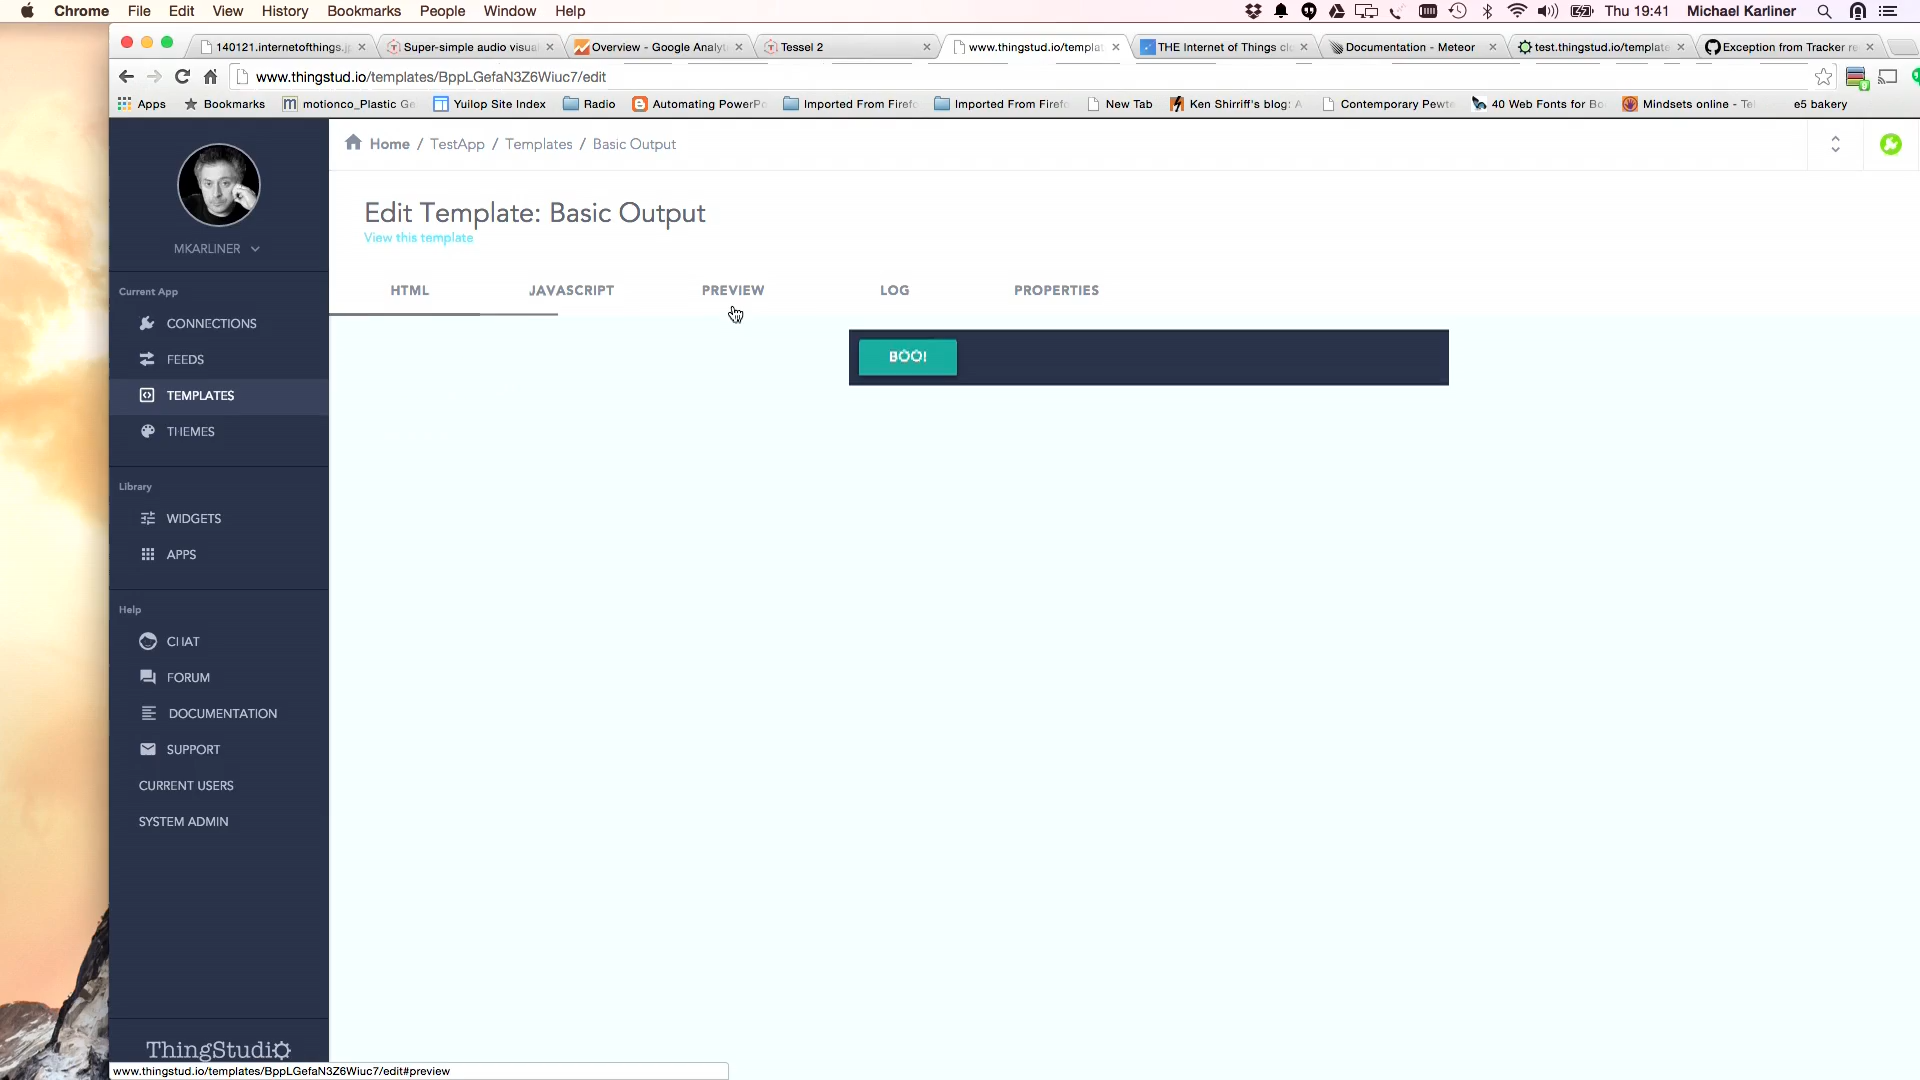 Chrome File Edit View History Bookmarks People Window Help Thu 19:41 Michael Karliner
140121.internetofthings. Super-simple audio visua Overview - Google Analyt Tessel 2 www.thingstud.io/templat THE Internet of Things cl Documentation - Meteor test.thingstud.io/template Exception from Tracker re
www.thingstud.io/templates/BppLGefaN3Z6Wiuc7/edit
Apps Bookmarks motionco_Plastic Ge Yuilop Site Index Radio Automating PowerP Imported From Firef Imported From Firef New Tab Ken Shirriff's blog: A Contemporary Pewt 40 Web Fonts for Bo Mindsets online - Te e5 bakery
Home / TestApp / Templates / Basic Output
Edit Template: Basic Output
View this template
HTML JAVASCRIPT PREVIEW LOG PROPERTIES
BOO!
MKARLINER
Current App
CONNECTIONS
FEEDS
TEMPLATES
THEMES
Library
WIDGETS
APPS
Help
CHAT
FORUM
DOCUMENTATION
SUPPORT
CURRENT USERS
SYSTEM ADMIN
ThingStudio
www.thingstud.io/templates/BppLGefaN3Z6Wiuc7/edit#preview